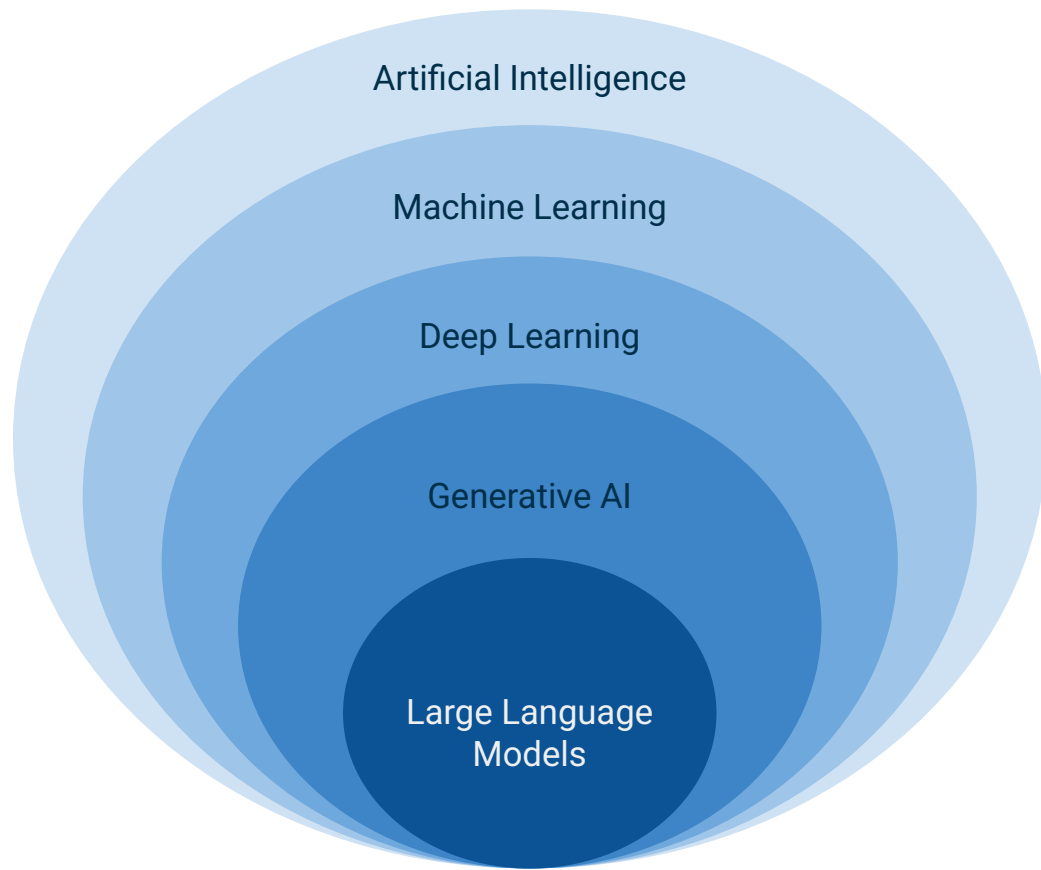 Artificial Intelligence
Machine Learning
Deep Learning
Generative AI
Large Language
Models